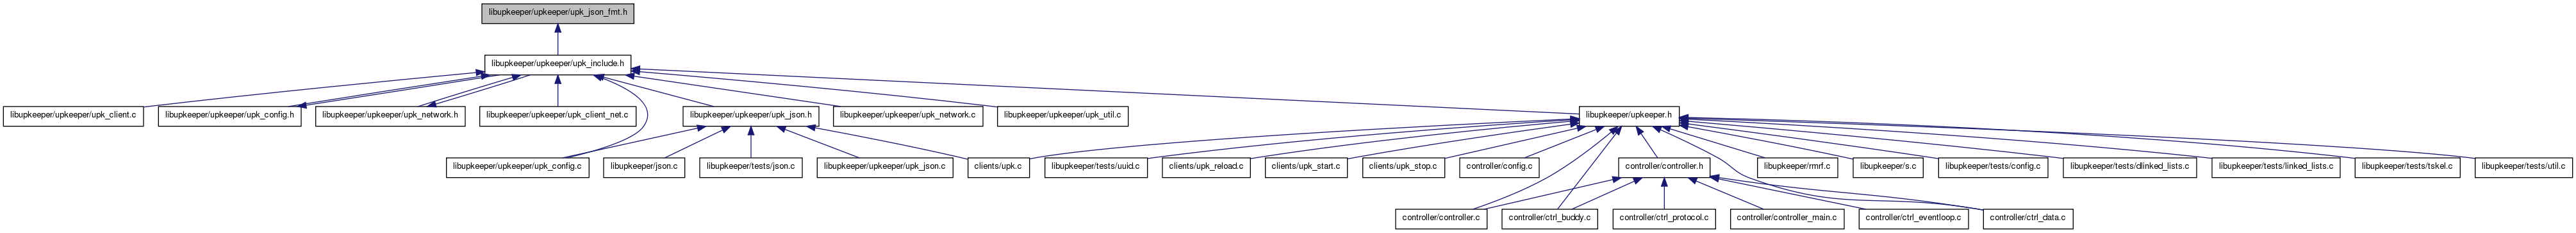 libupkeeper/upkeeper/upk_json_fmt.h
libupkeeper/upkeeper/upk_include.h
libupkeeper/upkeeper/upk_client.c
libupkeeper/upkeeper/upk_config.h
libupkeeper/upkeeper/upk_network.h
libupkeeper/upkeeper/upk_client_net.c
libupkeeper/upkeeper/upk_json.h
libupkeeper/upkeeper/upk_network.c
libupkeeper/upkeeper/upk_util.c
libupkeeper/upkeeper.h
libupkeeper/upkeeper/upk_config.c
libupkeeper/json.c
libupkeeper/tests/json.c
libupkeeper/upkeeper/upk_json.c
clients/upk.c
libupkeeper/tests/uuid.c
clients/upk_reload.c
clients/upk_start.c
clients/upk_stop.c
controller/config.c
controller/controller.h
libupkeeper/rmrf.c
libupkeeper/s.c
libupkeeper/tests/config.c
libupkeeper/tests/dlinked_lists.c
libupkeeper/tests/linked_lists.c
libupkeeper/tests/tskel.c
libupkeeper/tests/util.c
controller/controller.c
controller/ctrl_buddy.c
controller/ctrl_protocol.c
controller/controller_main.c
controller/ctrl_eventloop.c
controller/ctrl_data.c